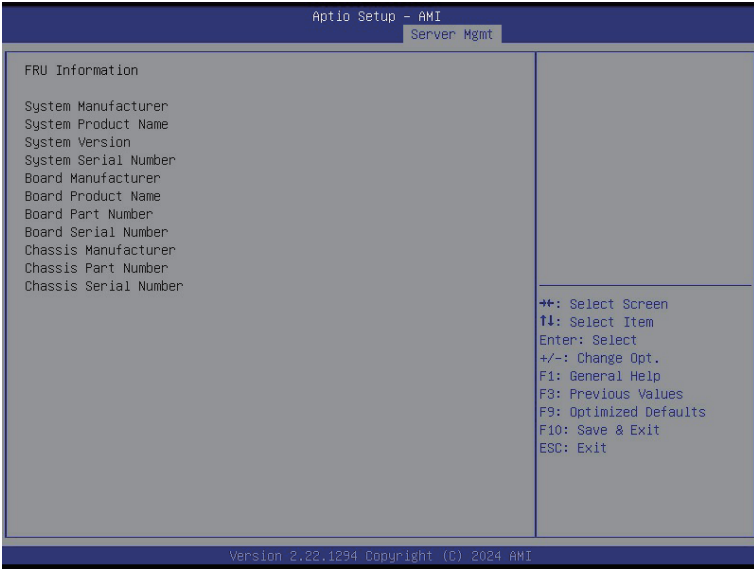 Aptio Setup – AMI
Server Mgmt
FRU Information
System Manufacturer
System Product Name
System Version
System Serial Number
Board Manufacturer
Board Product Name
Board Part Number
Board Serial Number
Chassis Manufacturer
Chassis Part Number
Chassis Serial Number
→←: Select Screen
↑↓: Select Item
Enter: Select
+/-: Change Opt.
F1: General Help
F3: Previous Values
F9: Optimized Defaults
F10: Save & Exit
ESC: Exit
Version 2.22.1294 Copyright (C) 2024 AMI